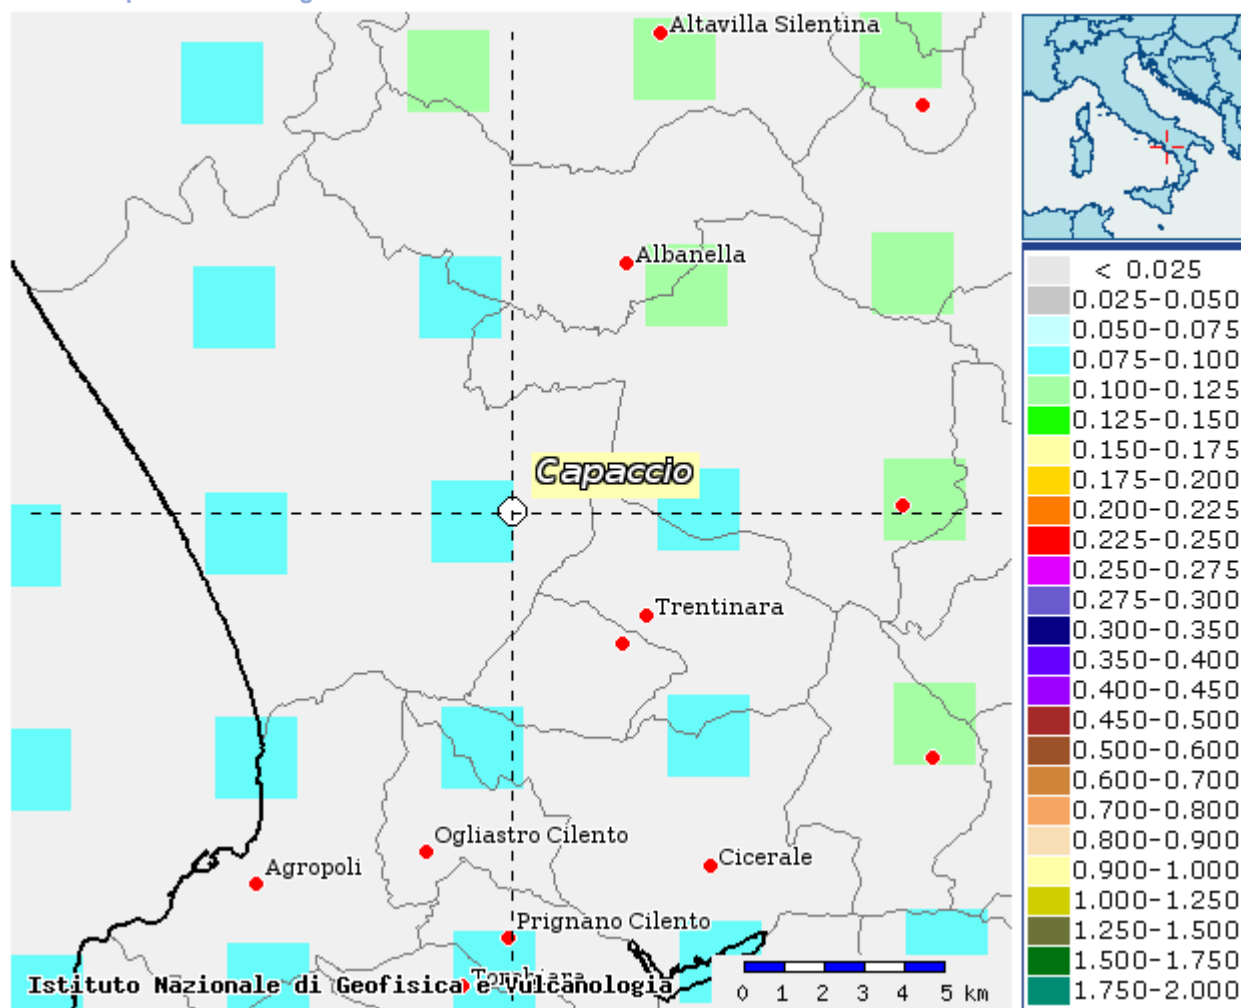 Altavilla Silentina
Albanella
Capaccio
Trentinara
Ogliastro Cilento
Agropoli
Cicerale
Prignano Cilento
Torchiara
Istituto Nazionale di Geofisica e Vulcanologia
0 1 2 3 4 5 km
< 0.025
0.025-0.050
0.050-0.075
0.075-0.100
0.100-0.125
0.125-0.150
0.150-0.175
0.175-0.200
0.200-0.225
0.225-0.250
0.250-0.275
0.275-0.300
0.300-0.350
0.350-0.400
0.400-0.450
0.450-0.500
0.500-0.600
0.600-0.700
0.700-0.800
0.800-0.900
0.900-1.000
1.000-1.250
1.250-1.500
1.500-1.750
1.750-2.000